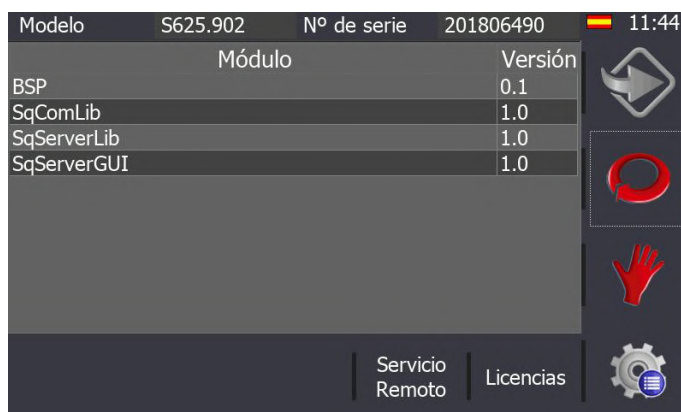 Modelo S625.902 Nº de serie 201806490 11:44
Módulo Versión
BSP 0.1
SqComLib 1.0
SqServerLib 1.0
SqServerGUI 1.0
Servicio
Remoto
Licencias